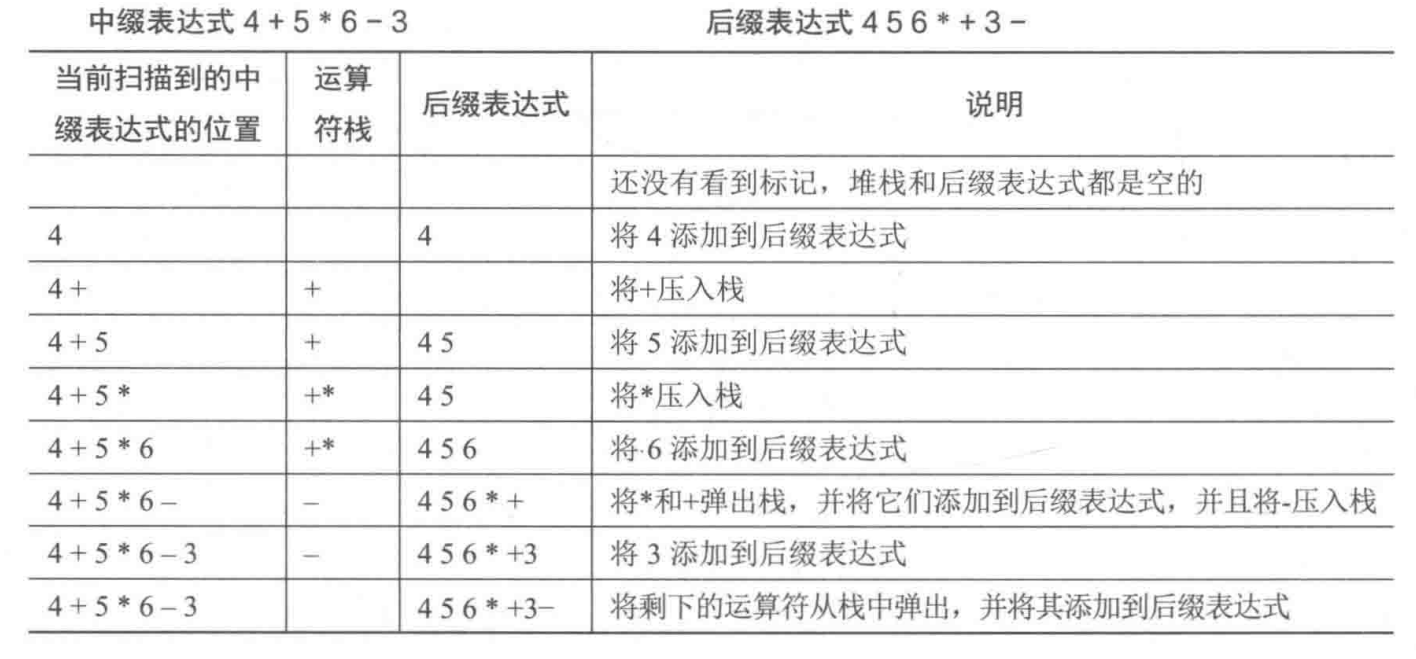 中缀表达式 4 + 5 * 6 – 3 后缀表达式 4 5 6 * + 3 –
当前扫描到的中缀表达式的位置 运算符栈 后缀表达式 说明
还没有看到标记，堆栈和后缀表达式都是空的
4 4 将 4 添加到后缀表达式
4 + + 将+压入栈
4 + 5 + 4 5 将 5 添加到后缀表达式
4 + 5 * +* 4 5 将*压入栈
4 + 5 * 6 +* 4 5 6 将 6 添加到后缀表达式
4 + 5 * 6 – – 4 5 6 * + 将*和+弹出栈，并将它们添加到后缀表达式，并且将-压入栈
4 + 5 * 6 – 3 – 4 5 6 * +3 将 3 添加到后缀表达式
4 + 5 * 6 – 3 4 5 6 * +3– 将剩下的运算符从栈中弹出，并将其添加到后缀表达式